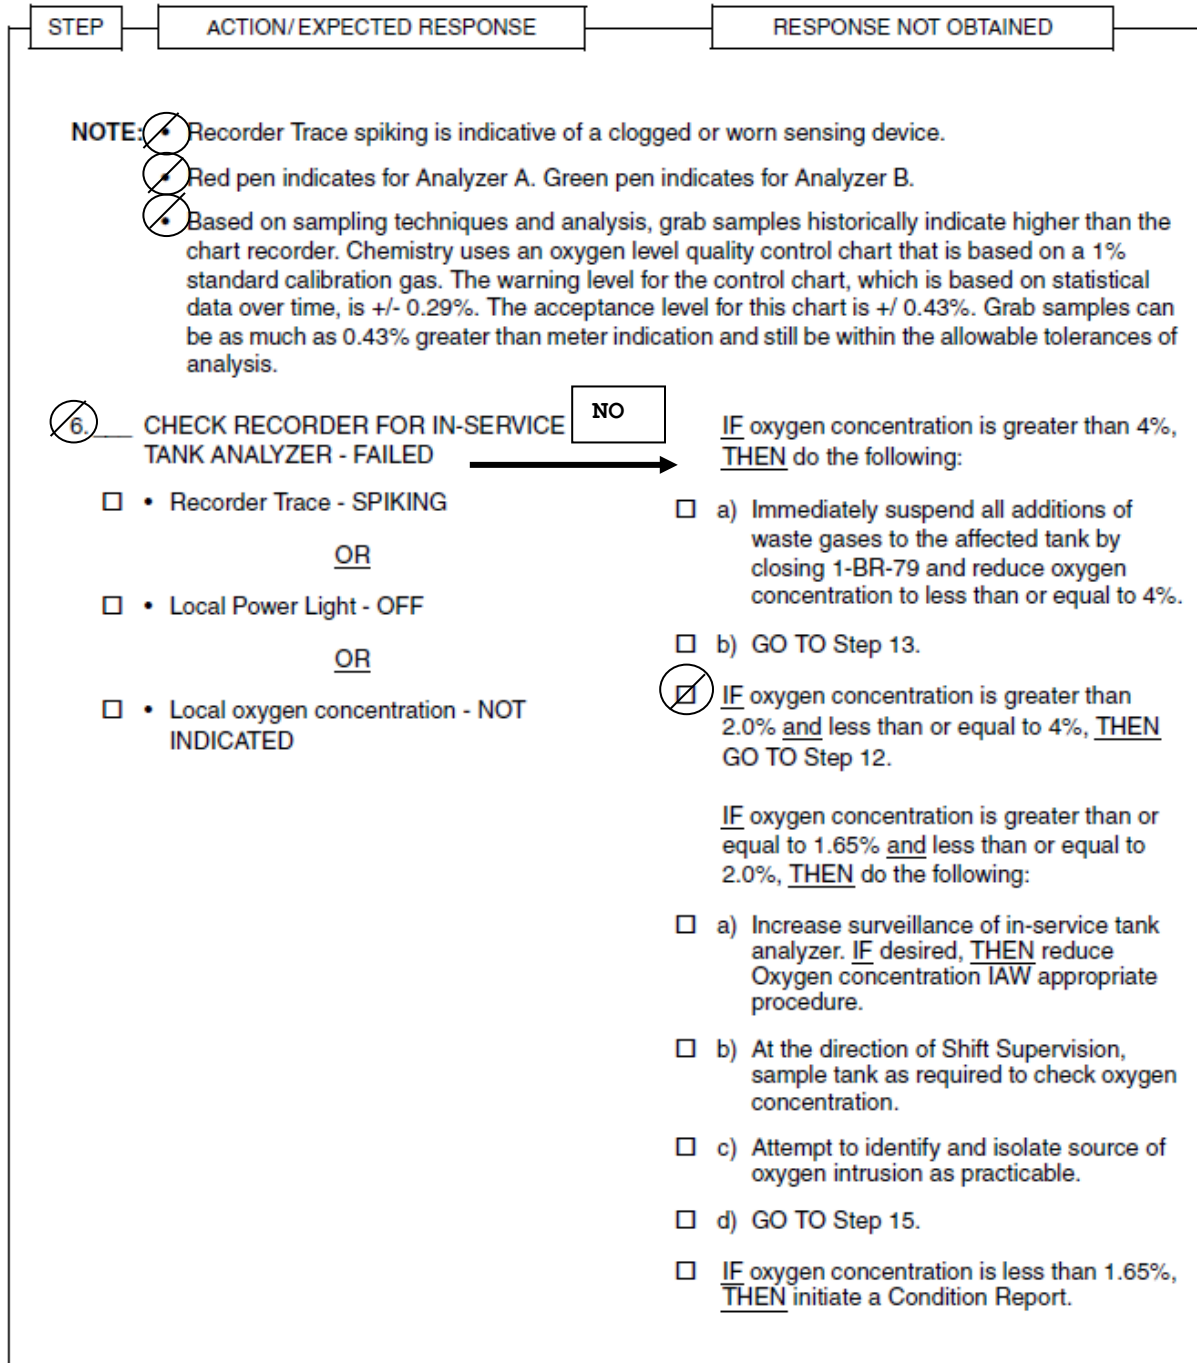 STEP
ACTION/EXPECTED RESPONSE
RESPONSE NOT OBTAINED
NOTE: • Recorder Trace spiking is indicative of a clogged or worn sensing device.
• Red pen indicates for Analyzer A. Green pen indicates for Analyzer B.
• Based on sampling techniques and analysis, grab samples historically indicate higher than the
chart recorder. Chemistry uses an oxygen level quality control chart that is based on a 1%
standard calibration gas. The warning level for the control chart, which is based on statistical
data over time, is +/- 0.29%. The acceptance level for this chart is +/ 0.43%. Grab samples can
be as much as 0.43% greater than meter indication and still be within the allowable tolerances of
analysis.
6.___ CHECK RECORDER FOR IN-SERVICE
TANK ANALYZER - FAILED
NO
☐ • Recorder Trace - SPIKING
OR
☐ • Local Power Light - OFF
OR
☐ • Local oxygen concentration - NOT
INDICATED
IF oxygen concentration is greater than 4%,
THEN do the following:
☐ a) Immediately suspend all additions of
waste gases to the affected tank by
closing 1-BR-79 and reduce oxygen
concentration to less than or equal to 4%.
☐ b) GO TO Step 13.
☐ IF oxygen concentration is greater than
2.0% and less than or equal to 4%, THEN
GO TO Step 12.
IF oxygen concentration is greater than or
equal to 1.65% and less than or equal to
2.0%, THEN do the following:
☐ a) Increase surveillance of in-service tank
analyzer. IF desired, THEN reduce
Oxygen concentration IAW appropriate
procedure.
☐ b) At the direction of Shift Supervision,
sample tank as required to check oxygen
concentration.
☐ c) Attempt to identify and isolate source of
oxygen intrusion as practicable.
☐ d) GO TO Step 15.
☐ IF oxygen concentration is less than 1.65%,
THEN initiate a Condition Report.